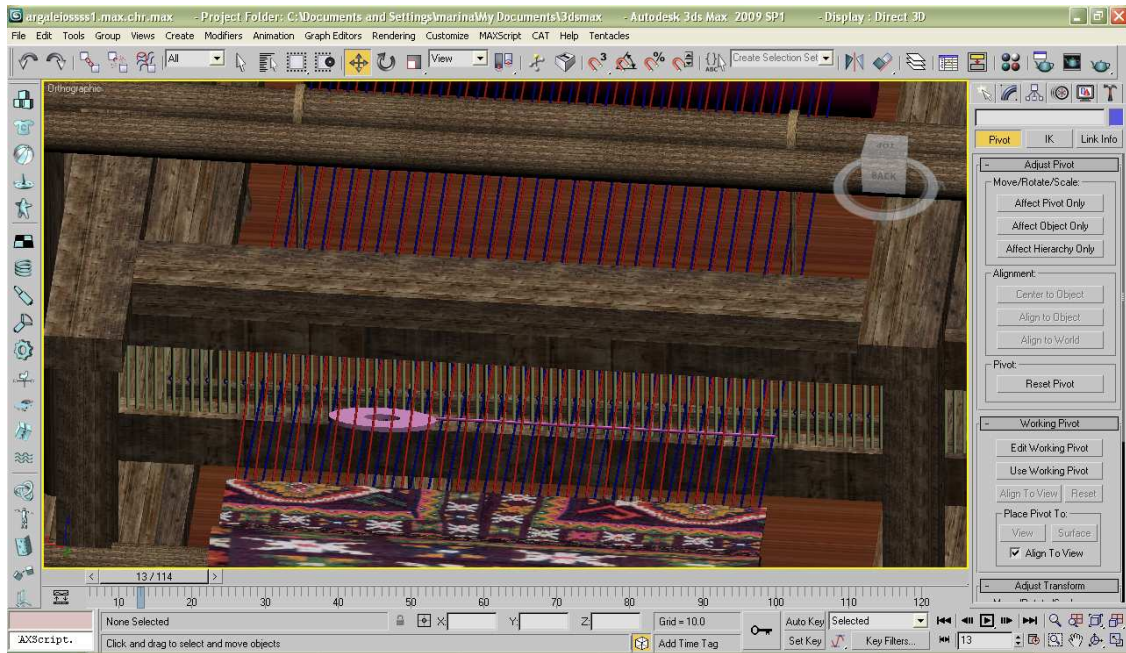 argaleiossss1.max.chr.max - Project Folder: C:\Documents and Settings\marina\My Documents\3dsmax - Autodesk 3ds Max 2009 SP1 - Display : Direct 3D
File Edit Tools Group Views Create Modifiers Animation Graph Editors Rendering Customize MAXScript CAT Help Tentacles
All View Create Selection Set
Orthographic
BACK
Pivot IK Link Info
- Adjust Pivot
Move/Rotate/Scale:
Affect Pivot Only
Affect Object Only
Affect Hierarchy Only
Alignment:
Center to Object
Align to Object
Align to World
Pivot:
Reset Pivot
- Working Pivot
Edit Working Pivot
Use Working Pivot
Align To View Reset
Place Pivot To:
View Surface
Align To View
- Adjust Transform
< 13 / 114 >
10 20 30 40 50 60 70 80 90 100 110 120
None Selected X: Y: Z: Grid = 10.0 Auto Key Selected
AXScript. Click and drag to select and move objects Add Time Tag Set Key Key Filters... 13